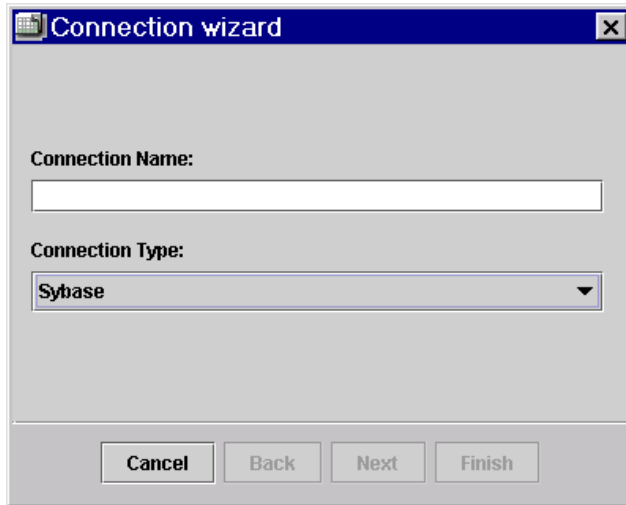 Connection wizard
Connection Name:
Connection Type:
Sybase
Cancel Back Next Finish